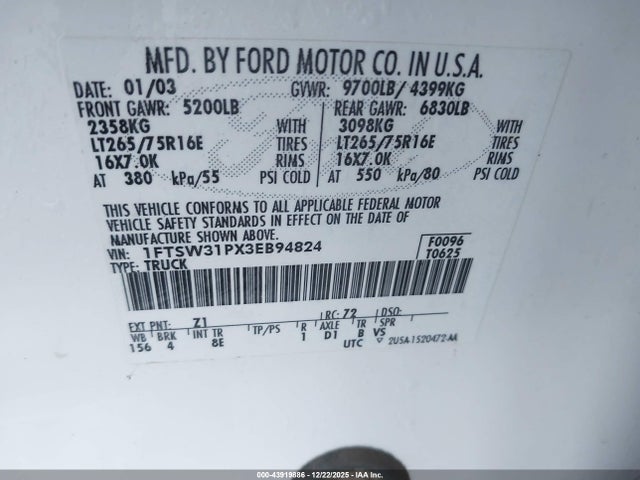 MFD. BY FORD MOTOR CO. IN U.S.A.
DATE: 01/03 GVWR: 9700LB/ 4399KG
FRONT GAWR: 5200LB REAR GAWR: 6830LB
2358KG WITH 3098KG WITH
LT265/75R16E TIRES LT265/75R16E TIRES
16X7.0K RIMS 16X7.0K RIMS
AT 380 kPa/55 PSI COLD AT 550 kPa/80 PSI COLD
THIS VEHICLE CONFORMS TO ALL APPLICABLE FEDERAL MOTOR
VEHICLE SAFETY STANDARDS IN EFFECT ON THE DATE OF
MANUFACTURE SHOWN ABOVE.
VIN: 1FTSW31PX3EB94824 F0096
TYPE: TRUCK T0625
EXT PNT: Z1 RC: 72 DSO:
WB BRK INT TR TP/PS R AXLE TR SPR
156 4 8E 1 D1 B VS
UTC 2U5A-1520472-AA
000-43919886 - 12/22/2025 - IAA Inc.